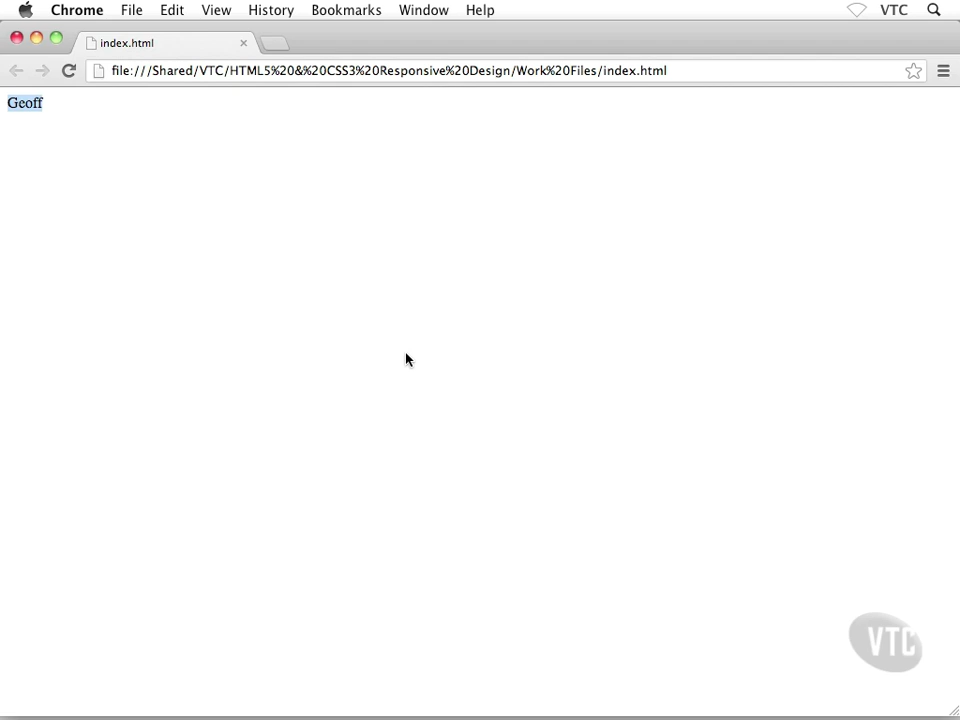 Chrome File Edit View History Bookmarks Window Help VTC
index.html
file:///Shared/VTC/HTML5%20&%20CSS3%20Responsive%20Design/Work%20Files/index.html
Geoff
VTC